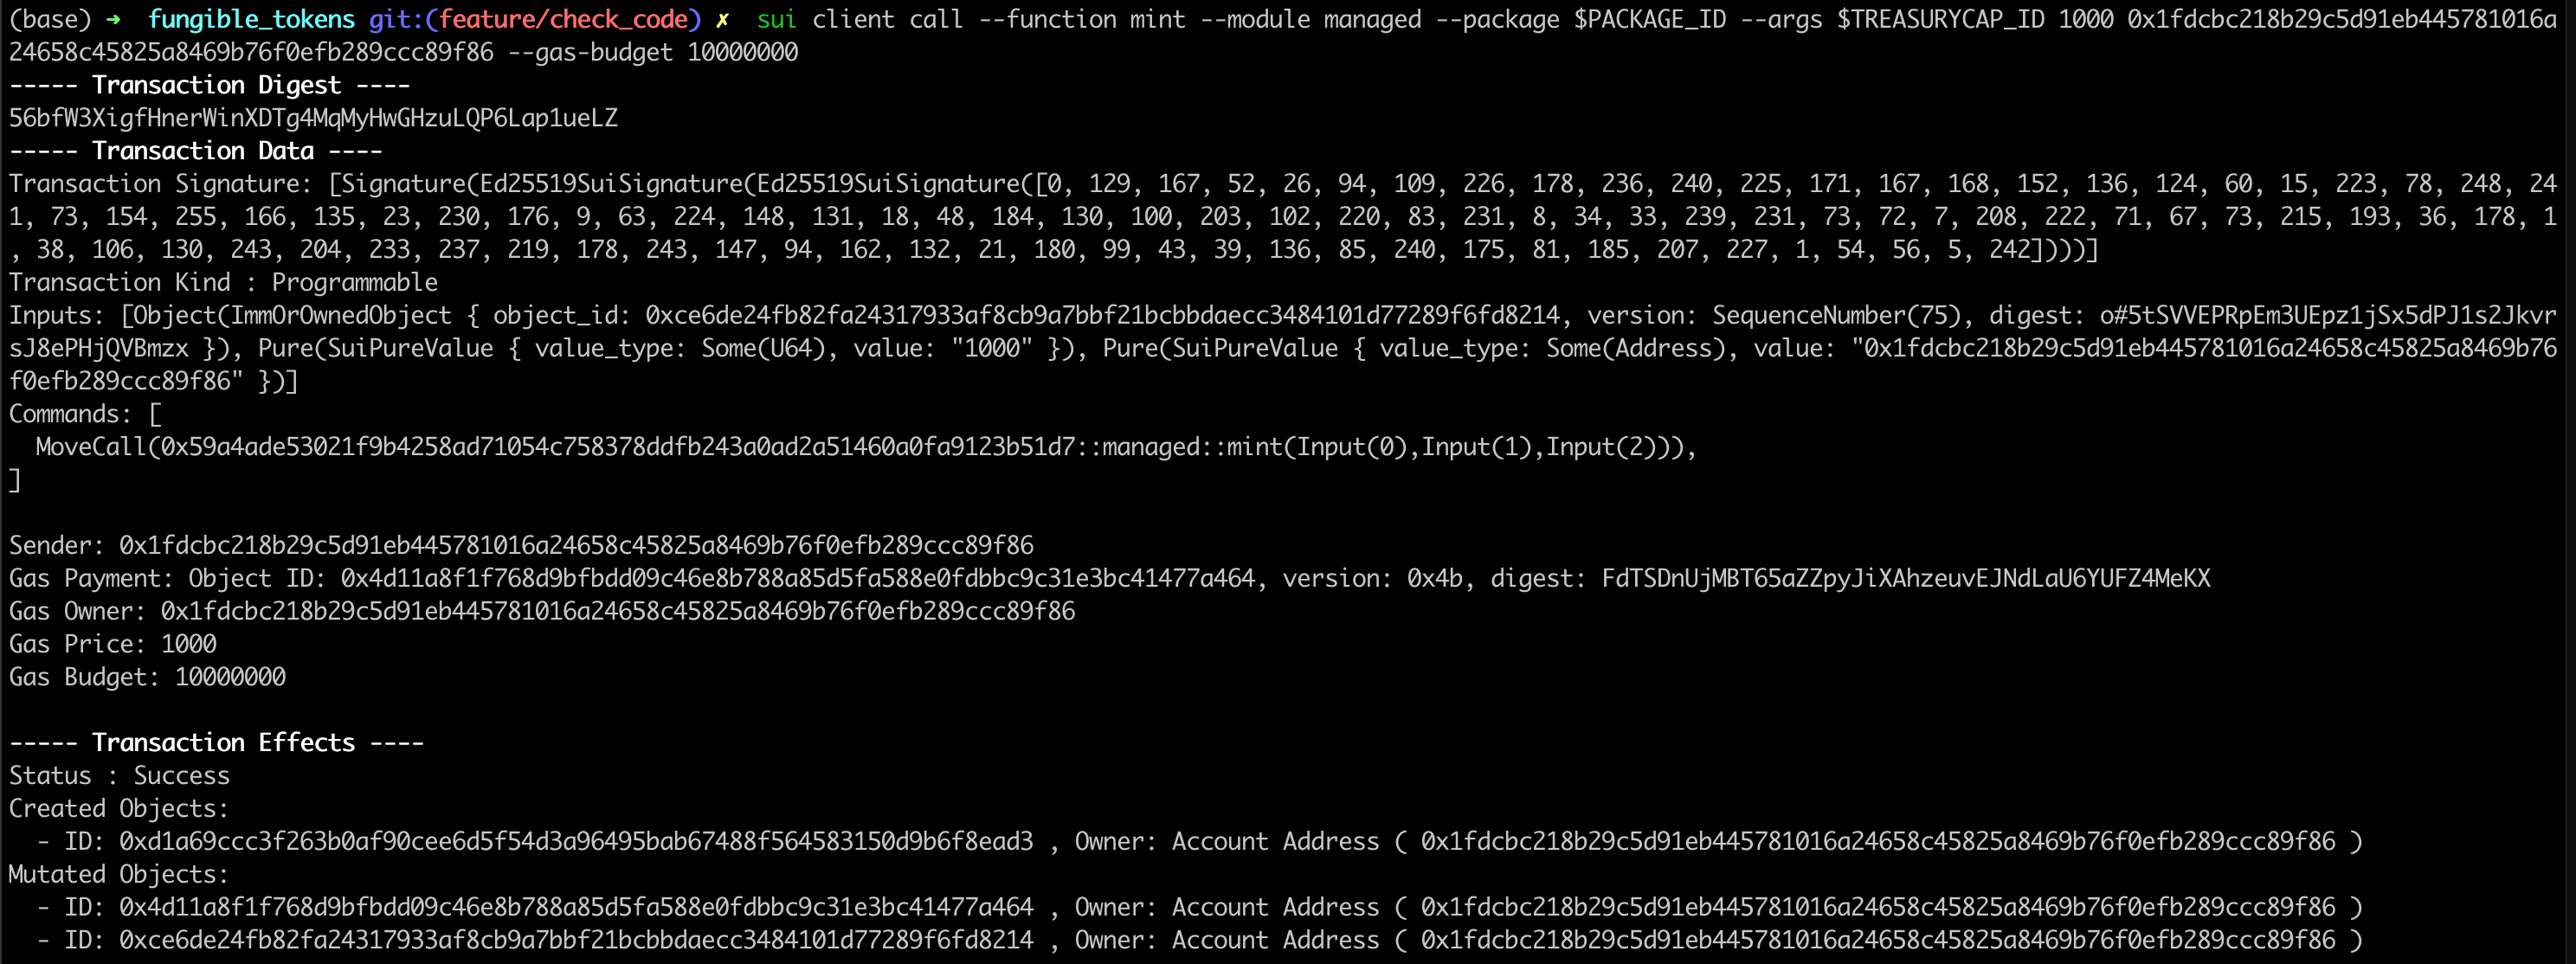 (base) ➜  fungible_tokens git:(feature/check_code) ✗  sui client call --function mint --module managed --package $PACKAGE_ID --args $TREASURYCAP_ID 1000 0x1fdcbc218b29c5d91eb445781016a
24658c45825a8469b76f0efb289ccc89f86 --gas-budget 10000000
----- Transaction Digest ----
56bfW3XigfHnerWinXDTg4MqMyHwGHzuLQP6Lap1ueLZ
----- Transaction Data ----
Transaction Signature: [Signature(Ed25519SuiSignature(Ed25519SuiSignature([0, 129, 167, 52, 26, 94, 109, 226, 178, 236, 240, 225, 171, 167, 168, 152, 136, 124, 60, 15, 223, 78, 248, 24
1, 73, 154, 255, 166, 135, 23, 230, 176, 9, 63, 224, 148, 131, 18, 48, 184, 130, 100, 203, 102, 220, 83, 231, 8, 34, 33, 239, 231, 73, 72, 7, 208, 222, 71, 67, 73, 215, 193, 36, 178, 1
, 38, 106, 130, 243, 204, 233, 237, 219, 178, 243, 147, 94, 162, 132, 21, 180, 99, 43, 39, 136, 85, 240, 175, 81, 185, 207, 227, 1, 54, 56, 5, 242])))]
Transaction Kind : Programmable
Inputs: [Object(ImmOrOwnedObject { object_id: 0xce6de24fb82fa24317933af8cb9a7bbf21bcbbdaecc3484101d77289f6fd8214, version: SequenceNumber(75), digest: o#5tSVVEPRpEm3UEpz1jSx5dPJ1s2Jkvr
sJ8ePHjQVBmzx }), Pure(SuiPureValue { value_type: Some(U64), value: "1000" }), Pure(SuiPureValue { value_type: Some(Address), value: "0x1fdcbc218b29c5d91eb445781016a24658c45825a8469b76
f0efb289ccc89f86" })]
Commands: [
  MoveCall(0x59a4ade53021f9b4258ad71054c758378ddfb243a0ad2a51460a0fa9123b51d7::managed::mint(Input(0),Input(1),Input(2))),
]
Sender: 0x1fdcbc218b29c5d91eb445781016a24658c45825a8469b76f0efb289ccc89f86
Gas Payment: Object ID: 0x4d11a8f1f768d9bfbdd09c46e8b788a85d5fa588e0fdbbc9c31e3bc41477a464, version: 0x4b, digest: FdTSDnUjMBT65aZZpyJiXAhzeuvEJNdLaU6YUFZ4MeKX
Gas Owner: 0x1fdcbc218b29c5d91eb445781016a24658c45825a8469b76f0efb289ccc89f86
Gas Price: 1000
Gas Budget: 10000000
----- Transaction Effects ----
Status : Success
Created Objects:
  - ID: 0xd1a69ccc3f263b0af90cee6d5f54d3a96495bab67488f564583150d9b6f8ead3 , Owner: Account Address ( 0x1fdcbc218b29c5d91eb445781016a24658c45825a8469b76f0efb289ccc89f86 )
Mutated Objects:
  - ID: 0x4d11a8f1f768d9bfbdd09c46e8b788a85d5fa588e0fdbbc9c31e3bc41477a464 , Owner: Account Address ( 0x1fdcbc218b29c5d91eb445781016a24658c45825a8469b76f0efb289ccc89f86 )
  - ID: 0xce6de24fb82fa24317933af8cb9a7bbf21bcbbdaecc3484101d77289f6fd8214 , Owner: Account Address ( 0x1fdcbc218b29c5d91eb445781016a24658c45825a8469b76f0efb289ccc89f86 )